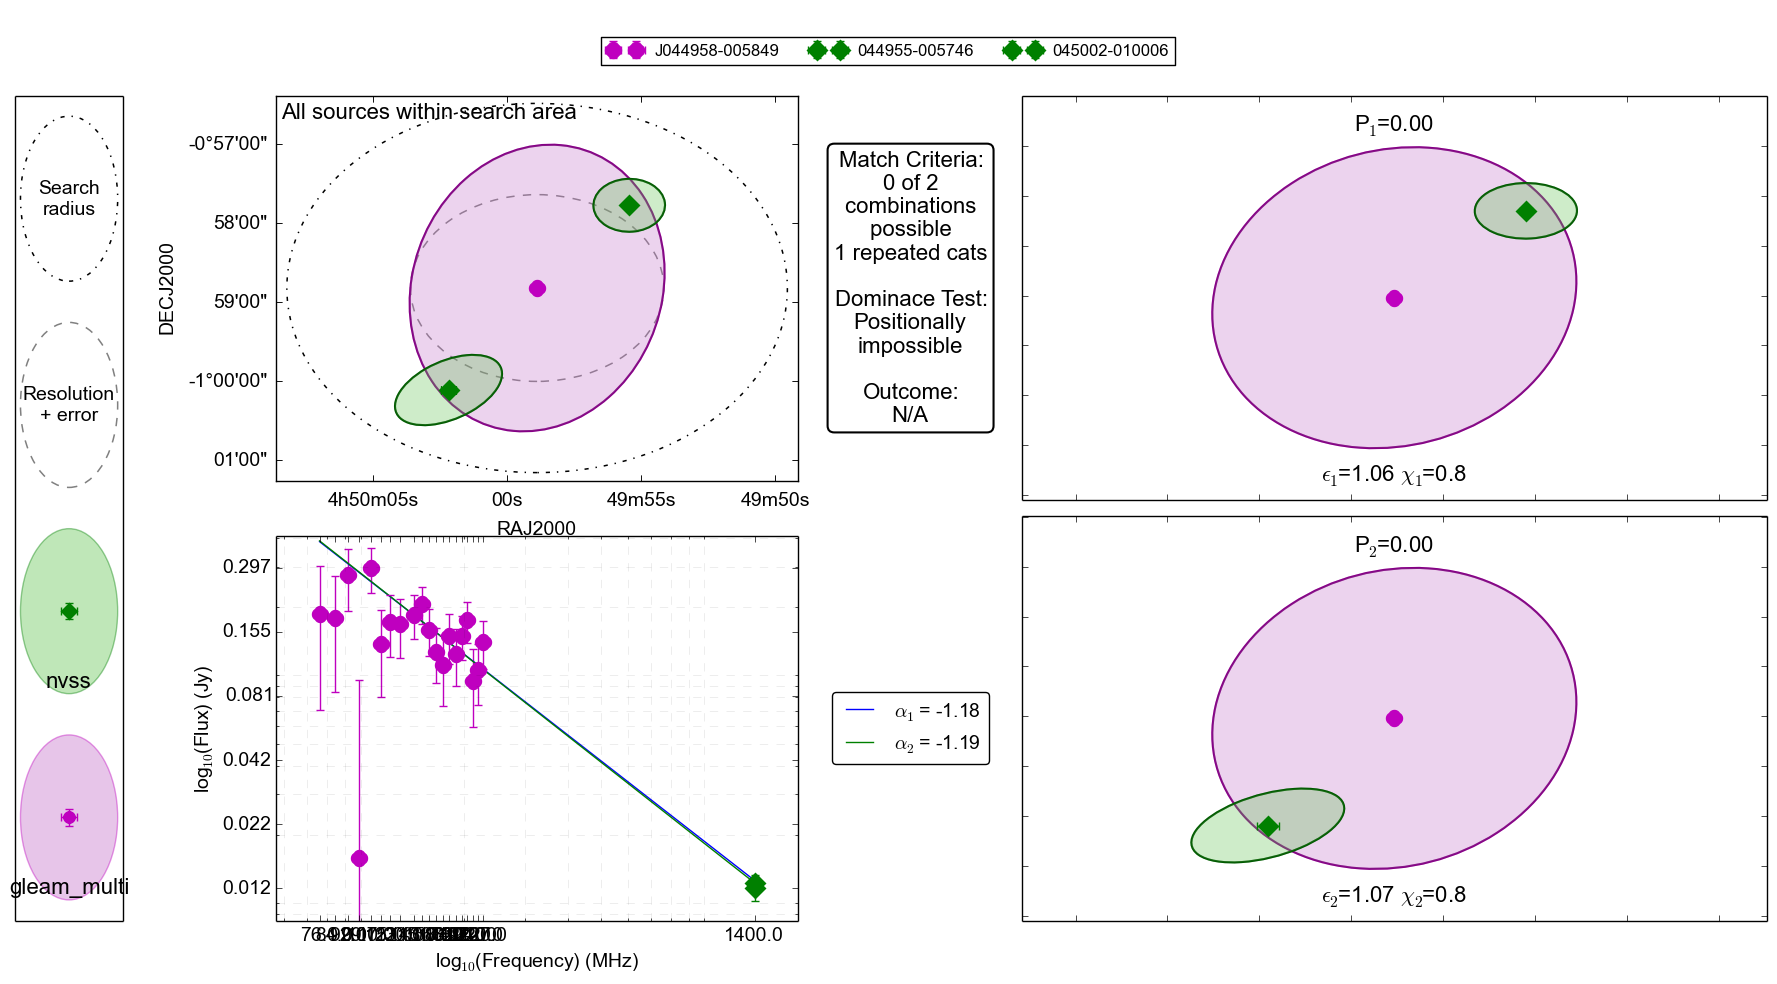 J044958-005849 044955-005746 045002-010006
Search
radius
Resolution
+ error
nvss
gleam_multi
All sources within search area
-0°57'00"
58'00"
59'00"
-1°00'00"
01'00"
DECJ2000
4h50m05s 00s 49m55s 49m50s
RAJ2000
Match Criteria:
0 of 2
combinations
possible
1 repeated cats
Dominace Test:
Positionally
impossible
Outcome:
N/A
P1=0.00
ϵ1=1.06 χ1=0.8
P2=0.00
ϵ2=1.07 χ2=0.8
0.297
0.155
0.081
0.042
0.022
0.012
log10(Flux) (Jy)
1400.0
log10(Frequency) (MHz)
α1 = -1.18
α2 = -1.19